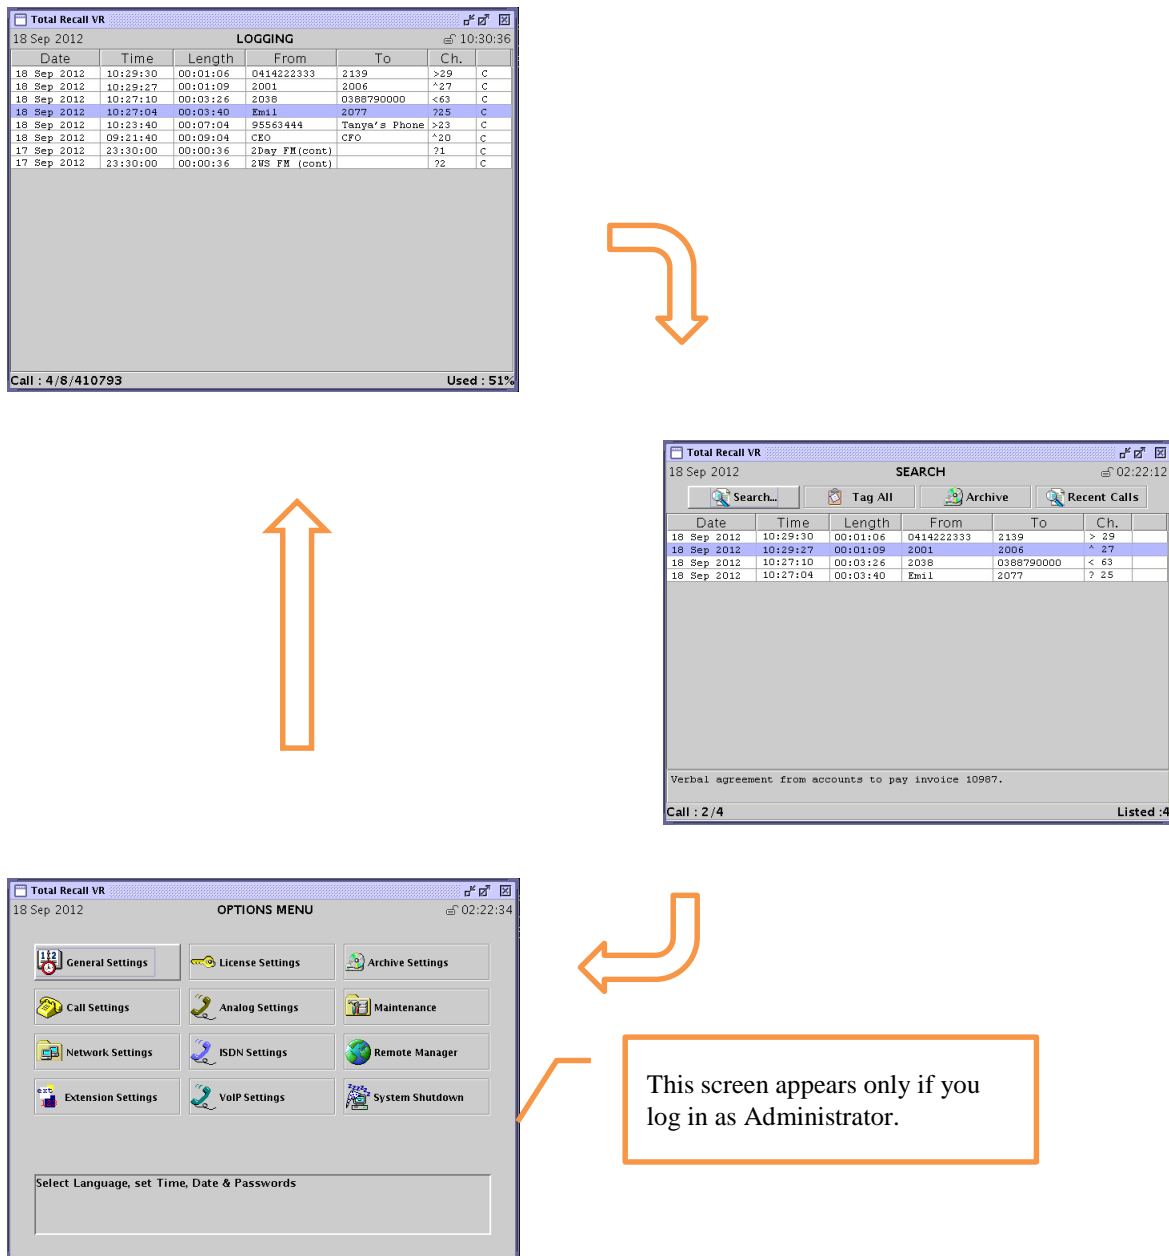 Total Recall VR
18 Sep 2012 LOGGING 10:30:36
Date Time Length From To Ch.
18 Sep 2012 10:29:30 00:01:06 0414222333 2139 >29 C
18 Sep 2012 10:29:27 00:01:09 2001 2006 ^27 C
18 Sep 2012 10:27:10 00:03:26 2038 0388790000 <63 C
18 Sep 2012 10:27:04 00:03:40 Emil 2077 ?25 C
18 Sep 2012 10:23:40 00:07:04 95563444 Tanya's Phone >23 C
18 Sep 2012 09:21:40 00:09:04 CEO CFO ^20 C
17 Sep 2012 23:30:00 00:00:36 2Day FM(cont) ?1 C
17 Sep 2012 23:30:00 00:00:36 2WS FM (cont) ?2 C
Call : 4/8/410793 Used : 51%
Total Recall VR
18 Sep 2012 SEARCH 02:22:12
Search... Tag All Archive Recent Calls
Date Time Length From To Ch.
18 Sep 2012 10:29:30 00:01:06 0414222333 2139 > 29
18 Sep 2012 10:29:27 00:01:09 2001 2006 ^ 27
18 Sep 2012 10:27:10 00:03:26 2038 0388790000 < 63
18 Sep 2012 10:27:04 00:03:40 Emil 2077 ? 25
Verbal agreement from accounts to pay invoice 10987.
Call : 2/4 Listed :4
Total Recall VR
18 Sep 2012 OPTIONS MENU 02:22:34
General Settings License Settings Archive Settings
Call Settings Analog Settings Maintenance
Network Settings ISDN Settings Remote Manager
Extension Settings VoIP Settings System Shutdown
Select Language, set Time, Date & Passwords
This screen appears only if you
log in as Administrator.